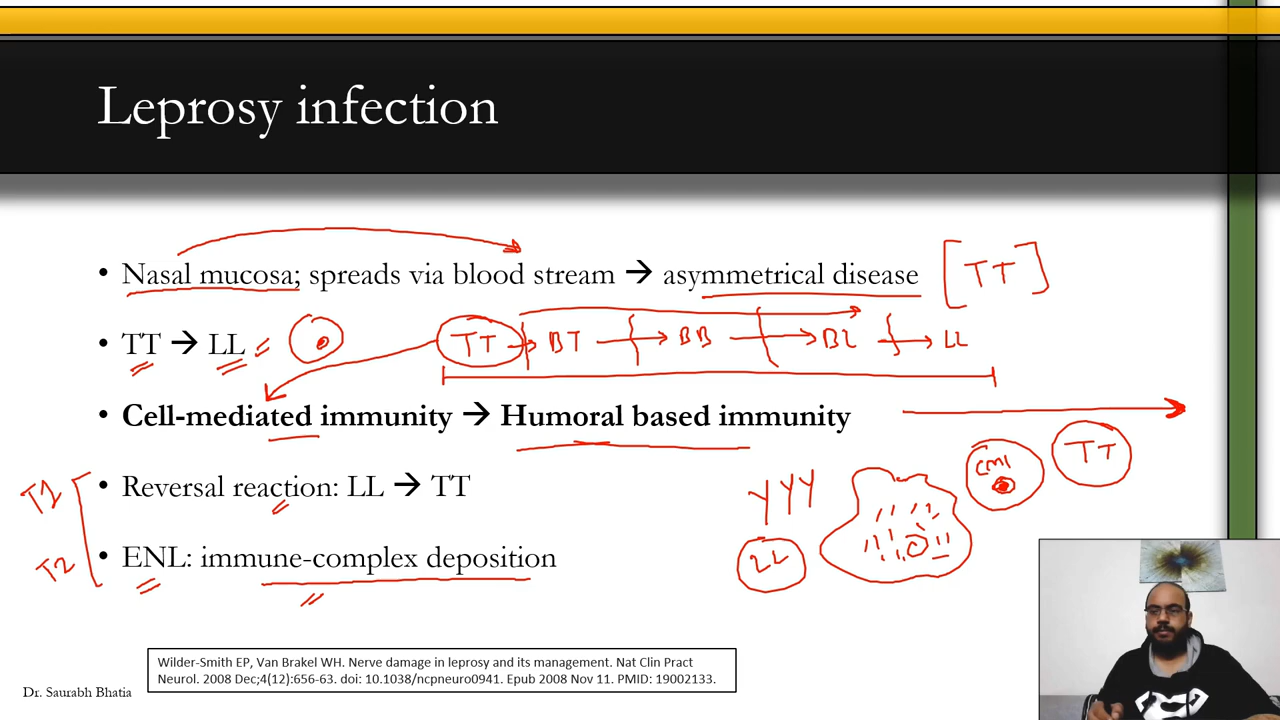 Leprosy infection
• Nasal mucosa; spreads via blood stream → asymmetrical disease [TT]
• TT → LL
TT → BT → BB → BL → LL
• Cell-mediated immunity → Humoral based immunity
CMI TT
T1 • Reversal reaction: LL → TT
YYY
LL
T2 • ENL: immune-complex deposition
Wilder-Smith EP, Van Brakel WH. Nerve damage in leprosy and its management. Nat Clin Pract
Neurol. 2008 Dec;4(12):656-63. doi: 10.1038/ncpneuro0941. Epub 2008 Nov 11. PMID: 19002133.
Dr. Saurabh Bhatia